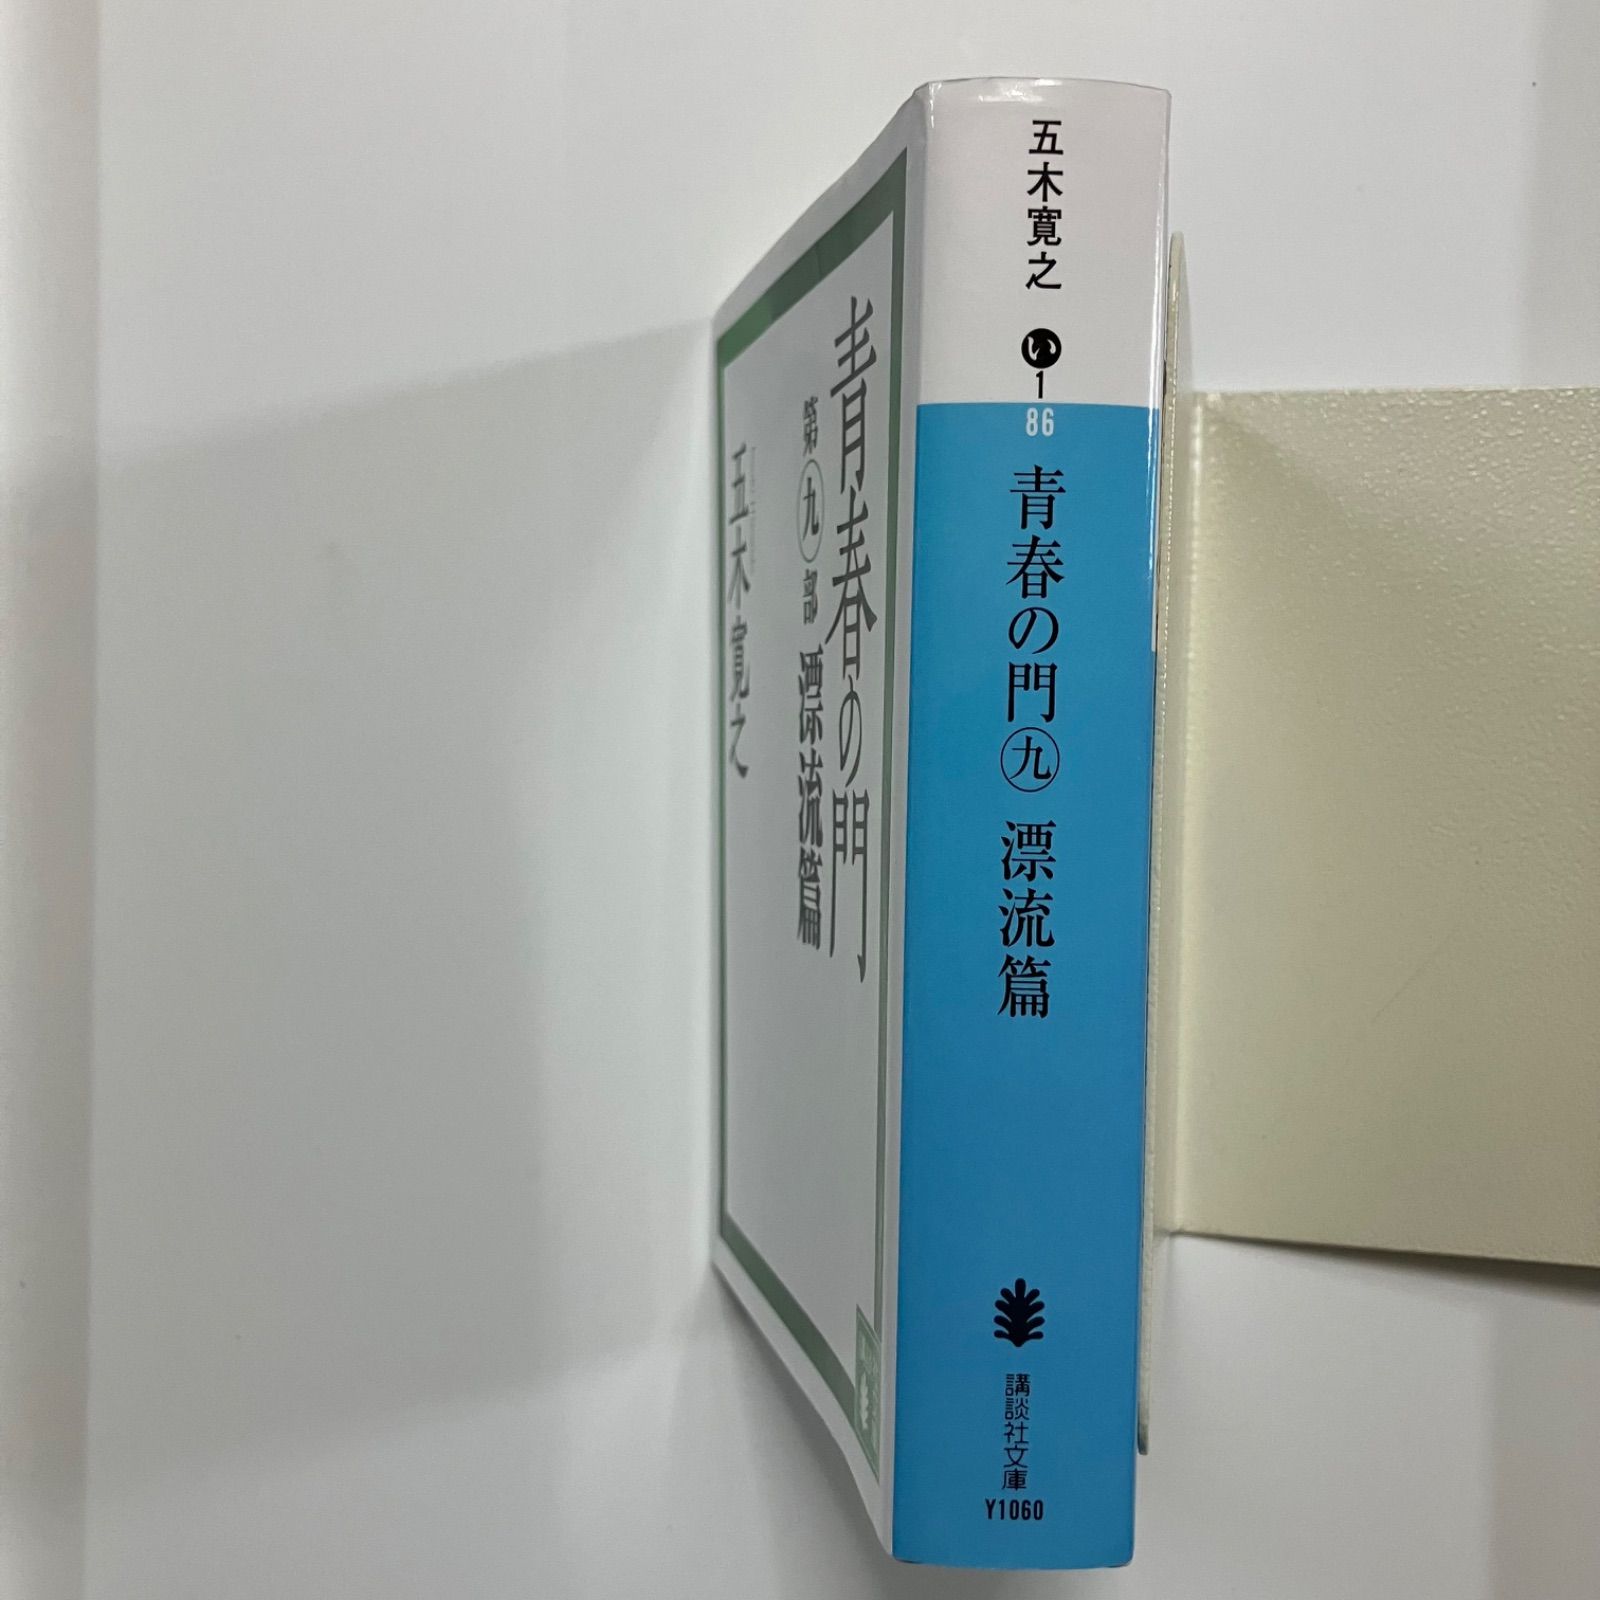 五木寛之
い
1
86
青春の門 ㊈ 漂流篇
講談社文庫
Y1060
青春の門
第㊈部 漂流篇
五木寛之